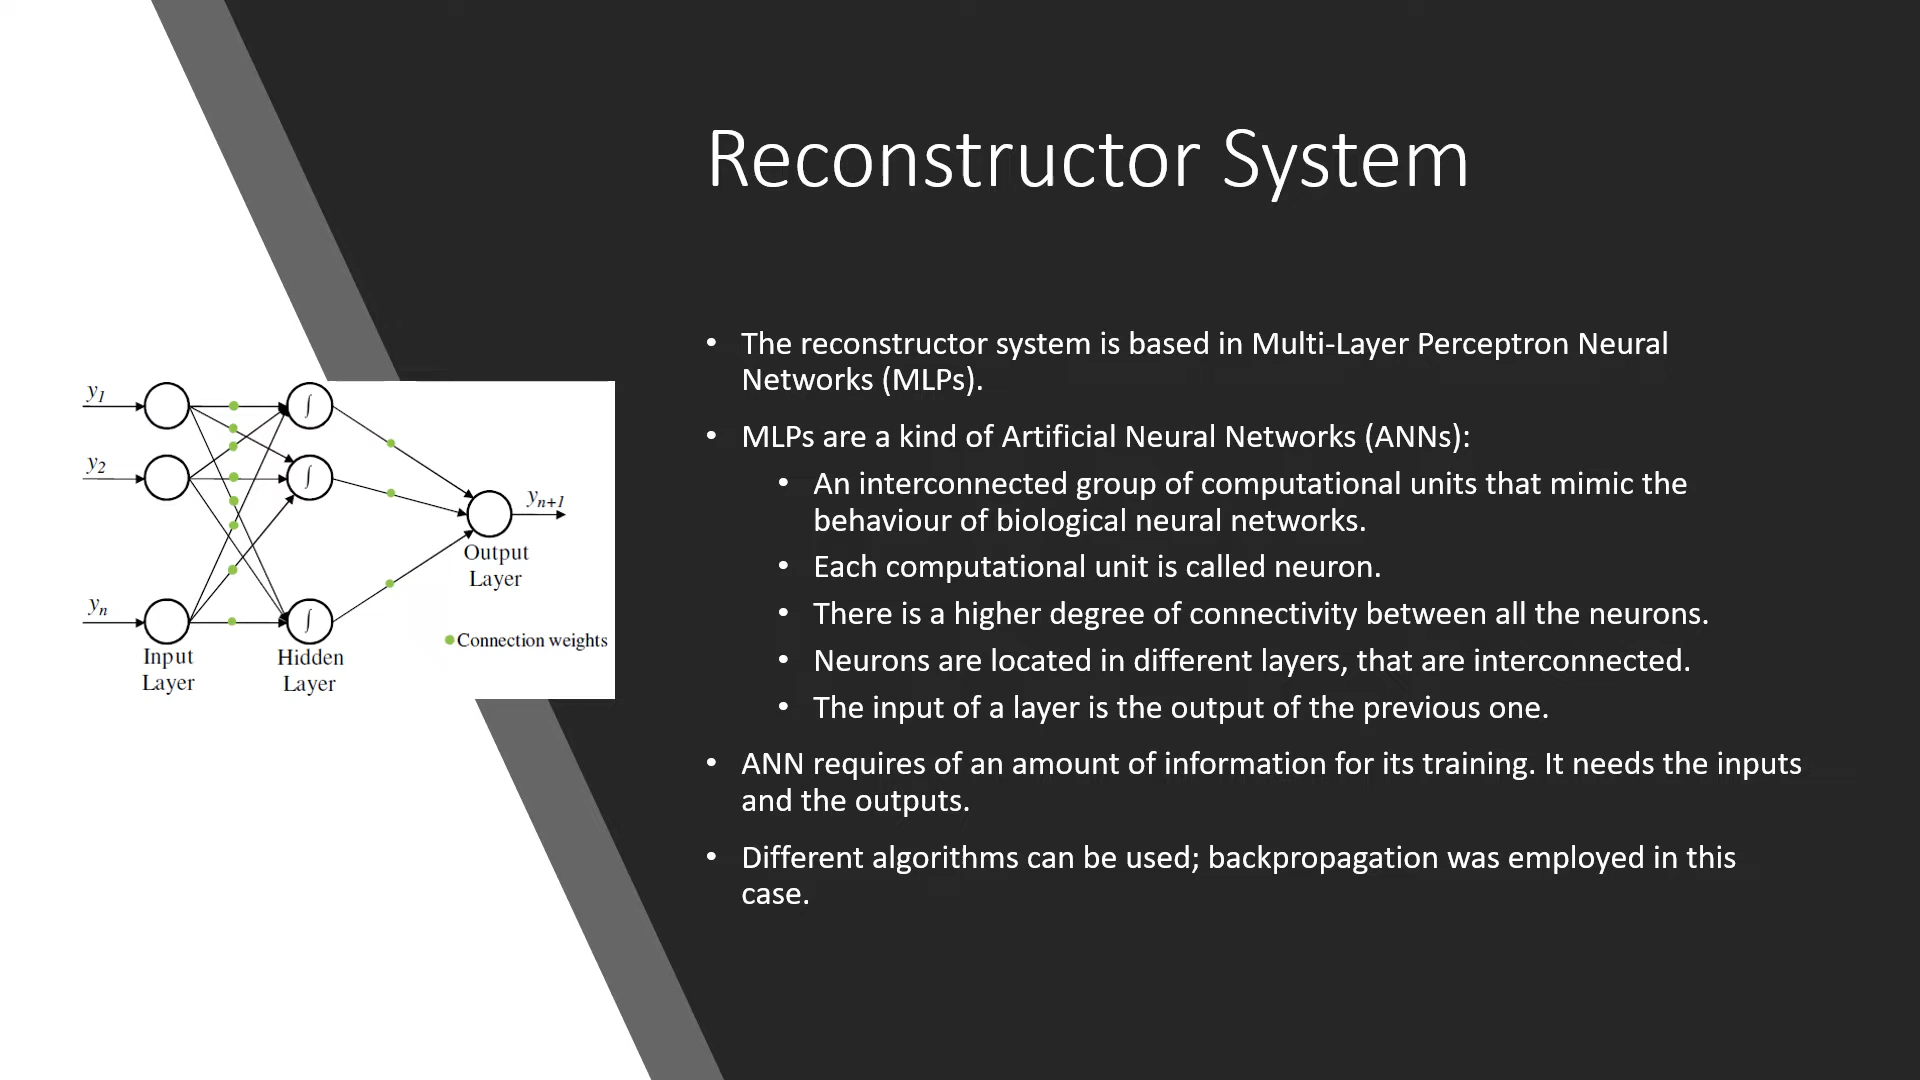 Reconstructor System
• The reconstructor system is based in Multi-Layer Perceptron Neural
Networks (MLPs).
• MLPs are a kind of Artificial Neural Networks (ANNs):
• An interconnected group of computational units that mimic the
behaviour of biological neural networks.
• Each computational unit is called neuron.
• There is a higher degree of connectivity between all the neurons.
• Neurons are located in different layers, that are interconnected.
• The input of a layer is the output of the previous one.
• ANN requires of an amount of information for its training. It needs the inputs
and the outputs.
• Different algorithms can be used; backpropagation was employed in this
case.
y1
∫
y2
∫
yn+1
Output
Layer
yn
∫
Connection weights
Input
Layer
Hidden
Layer